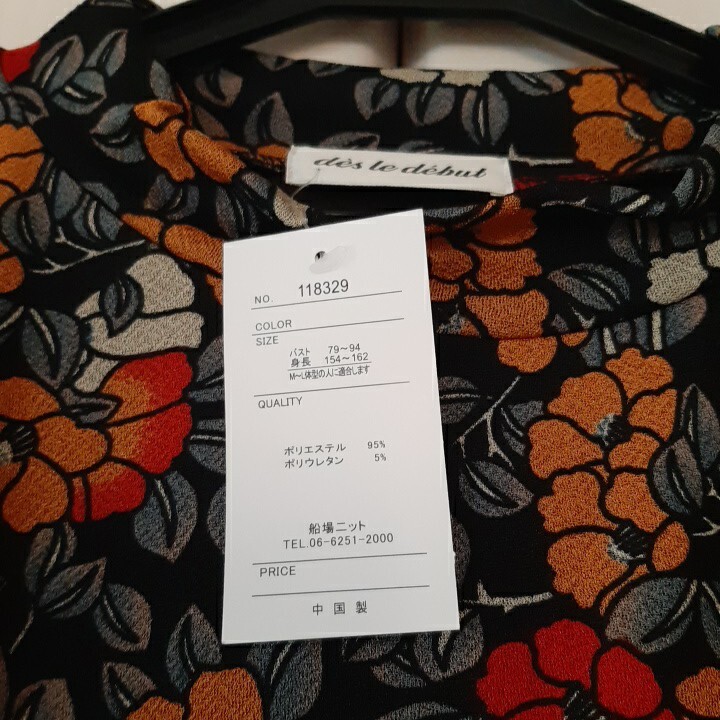 dès le début
NO. 118329
COLOR
SIZE
バスト 79～94
身長 154～162
M～L体型の人に適合します
QUALITY
ポリエステル 95%
ポリウレタン 5%
船場ニット
TEL.06-6251-2000
PRICE
中国製